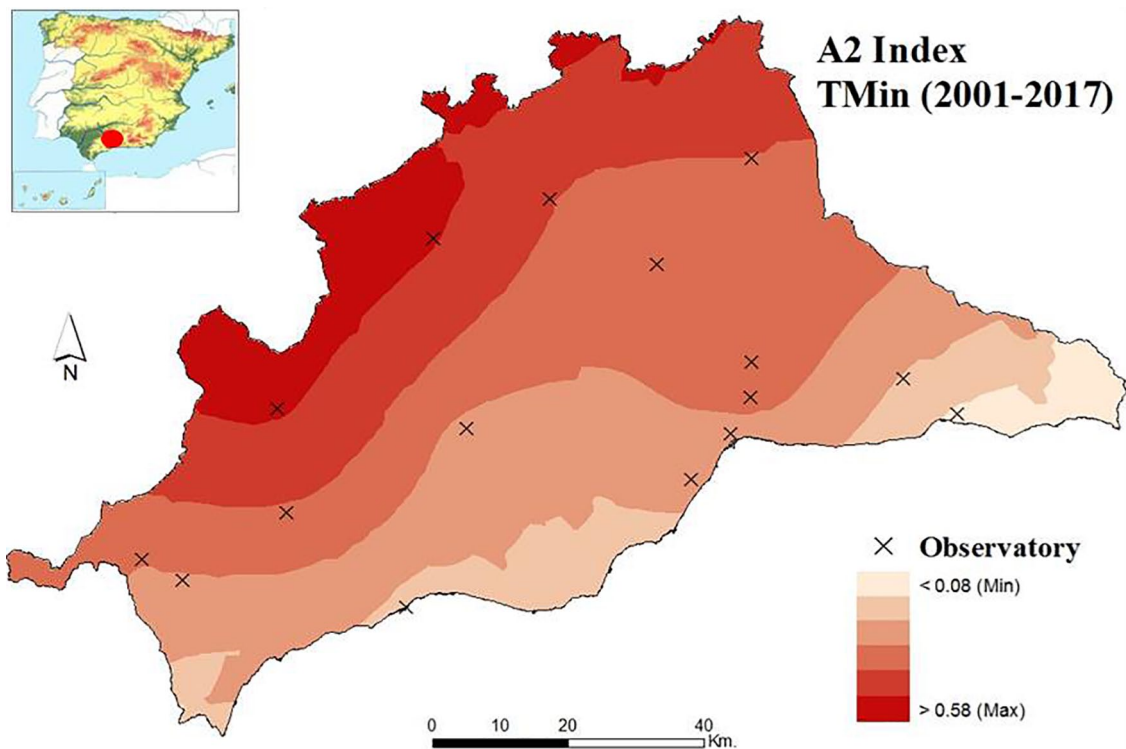 A2 Index
TMin (2001-2017)
N
Observatory
< 0.08 (Min)
> 0.58 (Max)
0 10 20 40
Km.